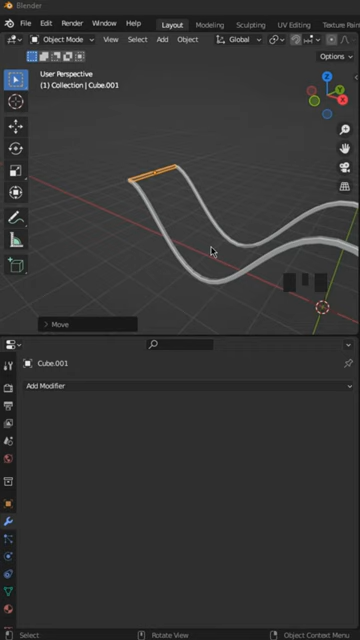 Blender
File Edit Render Window Help Layout Modeling Sculpting UV Editing Texture Pain
Object Mode View Select Add Object Global
Options
User Perspective
(1) Collection | Cube.001
Z
Y
X
> Move
Cube.001
Add Modifier
Select Rotate View Object Context Menu